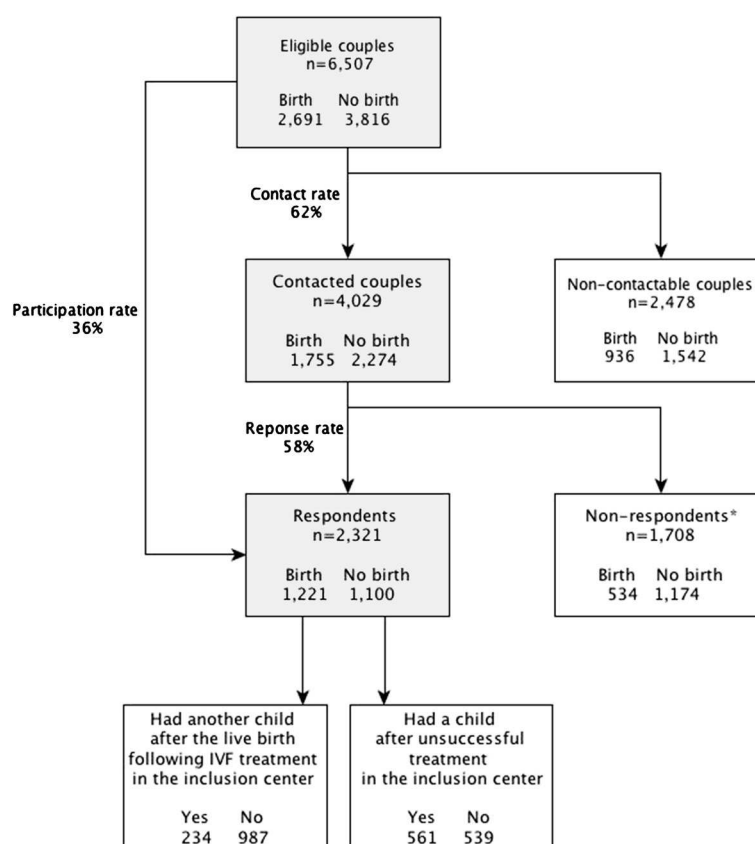 Eligible couples
n=6,507
Birth No birth
2,691 3,816
Contact rate
62%
Contacted couples
n=4,029
Birth No birth
1,755 2,274
Non-contactable couples
n=2,478
Birth No birth
936 1,542
Participation rate
36%
Reponse rate
58%
Respondents
n=2,321
Birth No birth
1,221 1,100
Non-respondents*
n=1,708
Birth No birth
534 1,174
Had another child
after the live birth
following IVF treatment
in the inclusion center
Yes No
234 987
Had a child
after unsuccessful
treatment
in the inclusion center
Yes No
561 539